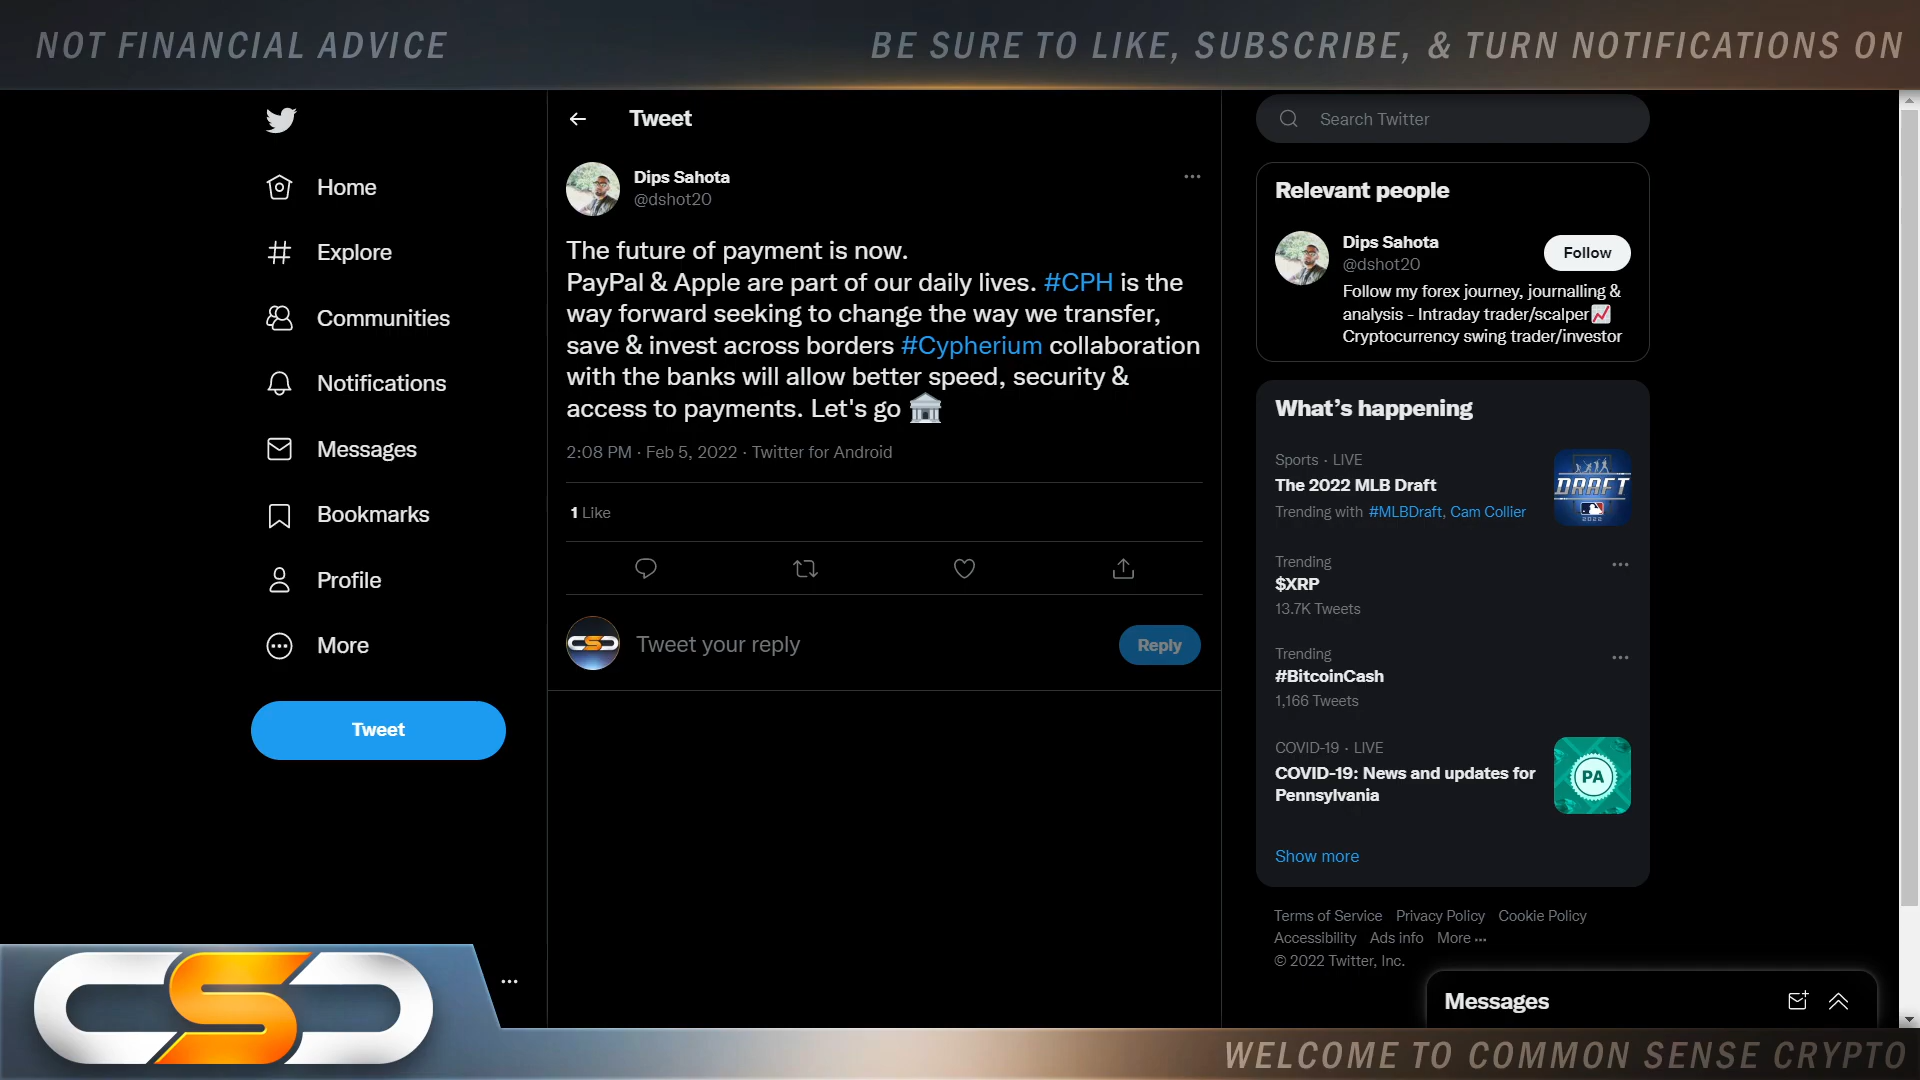 NOT FINANCIAL ADVICE
BE SURE TO LIKE, SUBSCRIBE, & TURN NOTIFICATIONS ON
Home
Explore
Communities
Notifications
Messages
Bookmarks
Profile
More
Tweet
Tweet
Dips Sahota
@dshot20
The future of payment is now.
PayPal & Apple are part of our daily lives. #CPH is the
way forward seeking to change the way we transfer,
save & invest across borders #Cypherium collaboration
with the banks will allow better speed, security &
access to payments. Let's go 🏦
2:08 PM · Feb 5, 2022 · Twitter for Android
1 Like
CSC
Tweet your reply
Reply
Search Twitter
Relevant people
Dips Sahota
@dshot20
Follow
Follow my forex journey, journalling &
analysis - Intraday trader/scalper📈
Cryptocurrency swing trader/investor
What's happening
Sports · LIVE
The 2022 MLB Draft
Trending with #MLBDraft, Cam Collier
DRAFT
2022
Trending
$XRP
13.7K Tweets
Trending
#BitcoinCash
1,166 Tweets
COVID-19 · LIVE
COVID-19: News and updates for
Pennsylvania
PA
Show more
Terms of Service Privacy Policy Cookie Policy
Accessibility Ads info More ...
© 2022 Twitter, Inc.
Messages
CSC
WELCOME TO COMMON SENSE CRYPTO